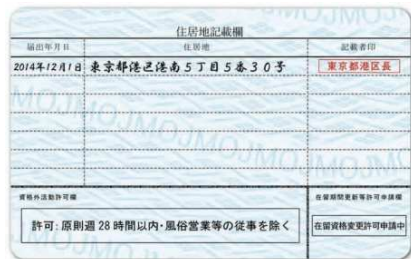 住居地記載欄
届出年月日 住居地 記載者印
2014年12月1日 東京都港区港南5丁目5番30号 東京都港区長
MOJMOJMOJMO
資格外活動許可欄 在留期間更新等許可申請欄
許可:原則週28時間以内・風俗営業等の従事を除く 在留資格変更許可申請中